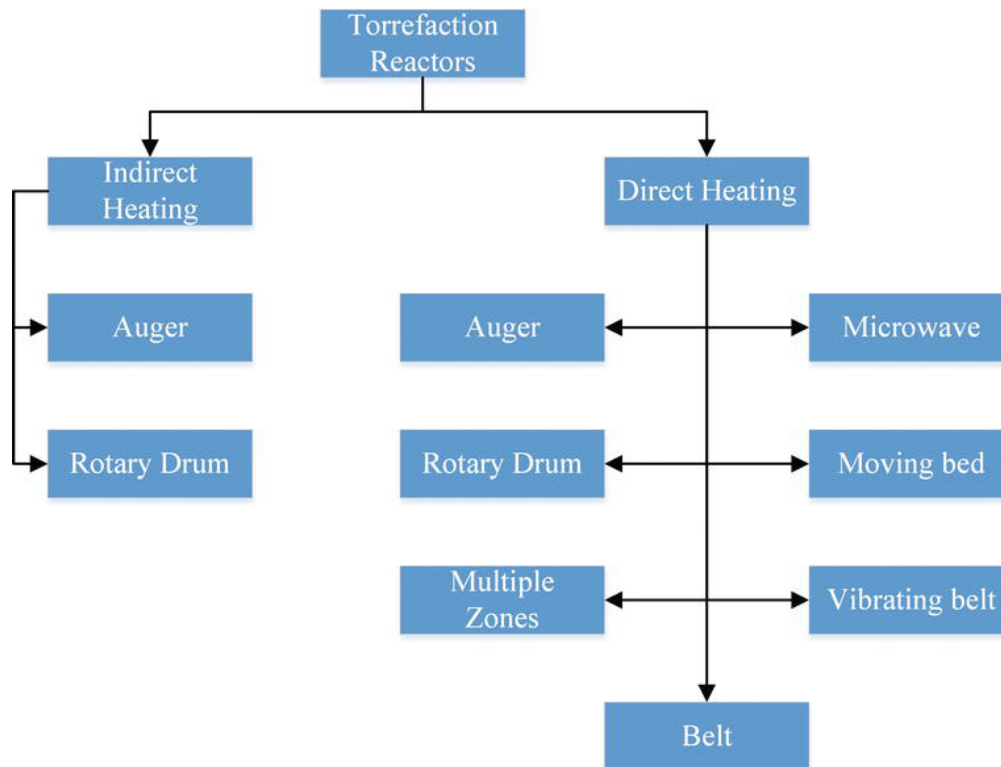 Torrefaction
Reactors
Indirect
Heating
Direct Heating
Auger
Auger
Microwave
Rotary Drum
Rotary Drum
Moving bed
Multiple
Zones
Vibrating belt
Belt